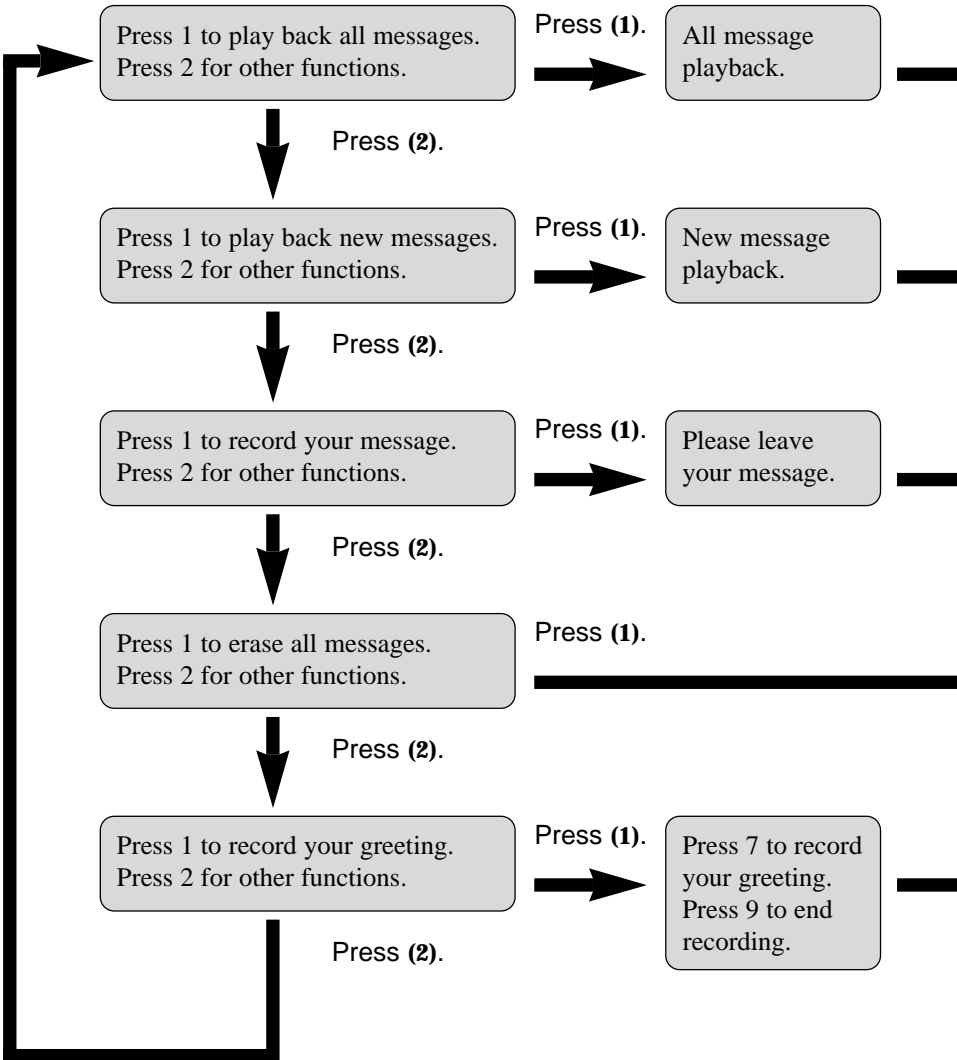 Press 1 to play back all messages.
Press 2 for other functions.
Press (1).
All message
playback.
Press (2).
Press 1 to play back new messages.
Press 2 for other functions.
Press (1).
New message
playback.
Press (2).
Press 1 to record your message.
Press 2 for other functions.
Press (1).
Please leave
your message.
Press (2).
Press 1 to erase all messages.
Press 2 for other functions.
Press (1).
Press (2).
Press 1 to record your greeting.
Press 2 for other functions.
Press (1).
Press 7 to record
your greeting.
Press 9 to end
recording.
Press (2).